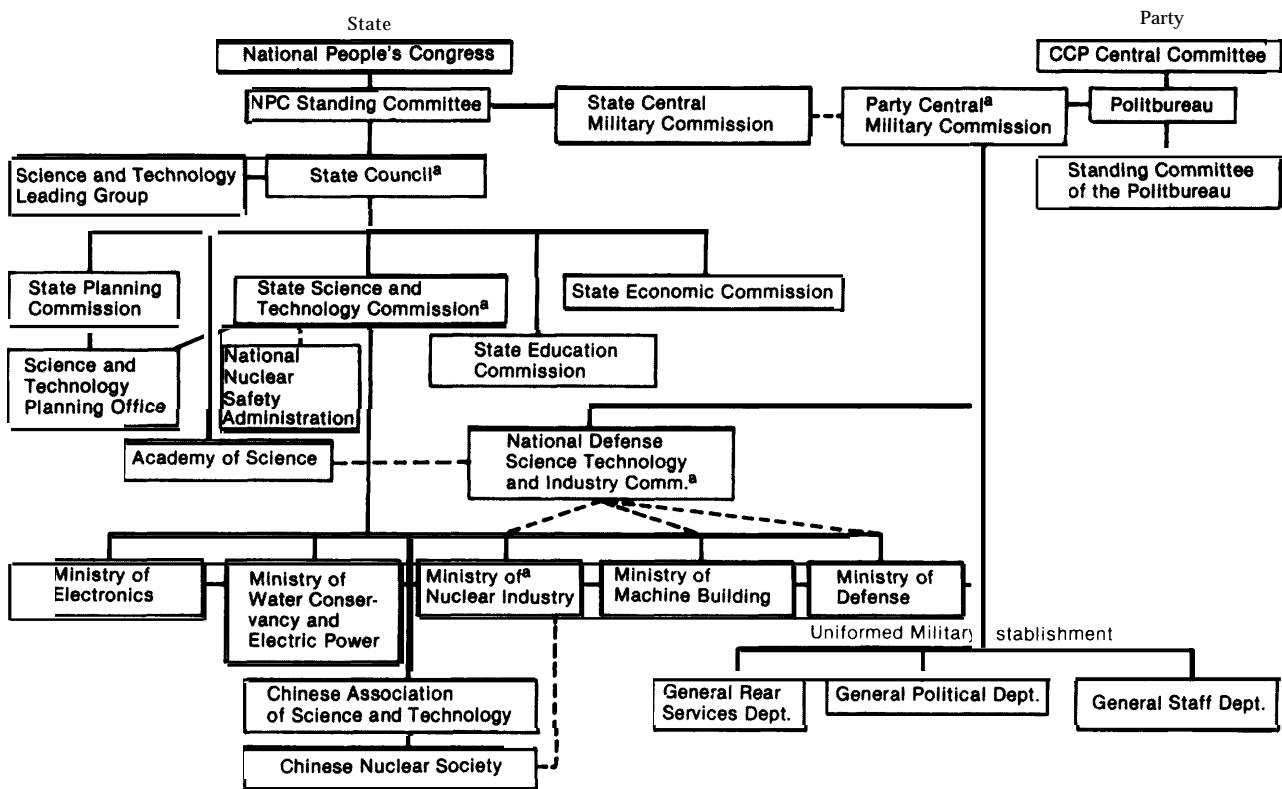 State
Party
National People's Congress
CCP Central Committee
NPC Standing Committee
State Central
Military Commission
Party Central^a
Military Commission
Politbureau
Science and Technology
Leading Group
State Council^a
Standing Committee
of the Politbureau
State Planning
Commission
State Science and
Technology Commission^a
State Economic Commission
State Education
Commission
Science and
Technology
Planning Office
National
Nuclear
Safety
Administration
Academy of Science
National Defense
Science Technology
and Industry Comm.^a
Ministry of
Electronics
Ministry of
Water Conser-
vancy and
Electric Power
Ministry of^a
Nuclear Industry
Ministry of
Machine Building
Ministry of
Defense
Uniformed Military stablishment
Chinese Association
of Science and Technology
General Rear
Services Dept.
General Political Dept.
General Staff Dept.
Chinese Nuclear Society